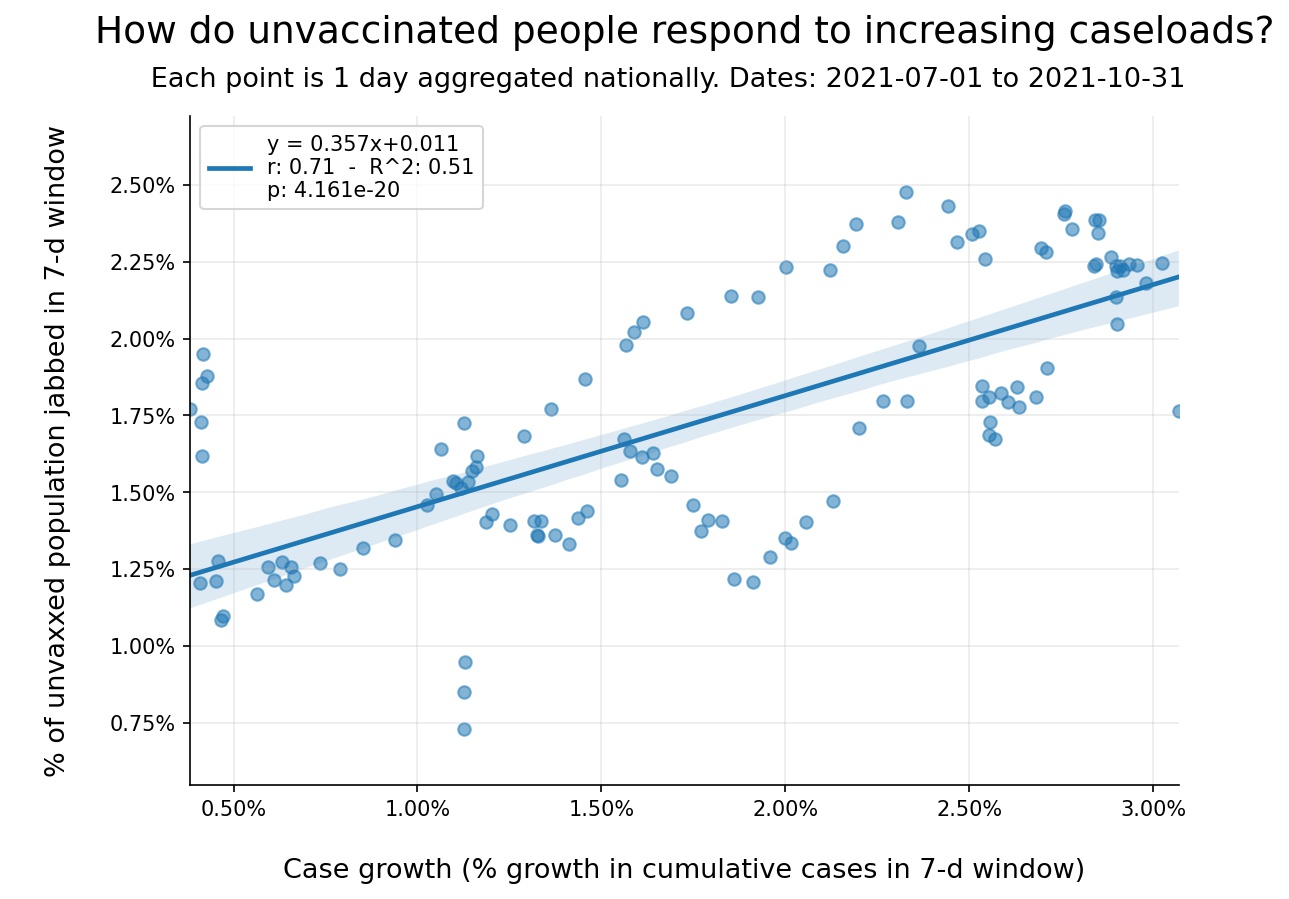 How do unvaccinated people respond to increasing caseloads?
Each point is 1 day aggregated nationally. Dates: 2021-07-01 to 2021-10-31
y = 0.357x+0.011
r: 0.71 - R^2: 0.51
p: 4.161e-20
% of unvaxxed population jabbed in 7-d window
2.50%
2.25%
2.00%
1.75%
1.50%
1.25%
1.00%
0.75%
0.50%
1.00%
1.50%
2.00%
2.50%
3.00%
Case growth (% growth in cumulative cases in 7-d window)